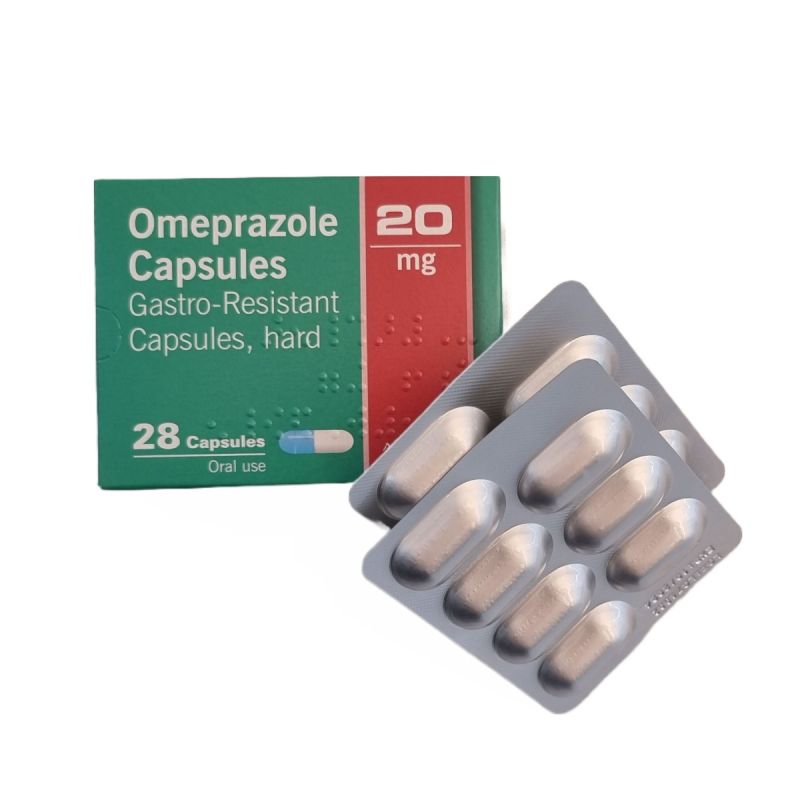 Omeprazole
Capsules
Gastro-Resistant
Capsules, hard
28 Capsules
Oral use
20
mg